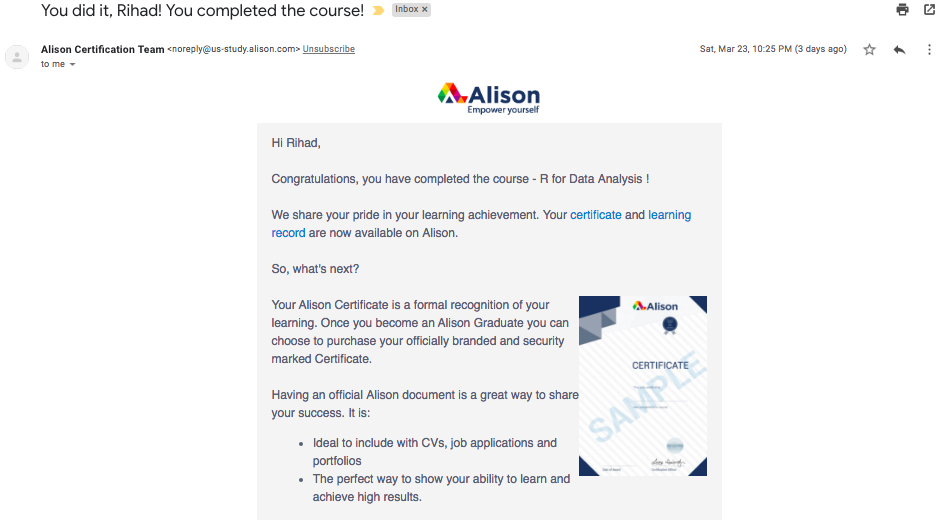 You did it, Rihad! You completed the course!
Inbox ×
Alison Certification Team <noreply@us-study.alison.com> Unsubscribe
Sat, Mar 23, 10:25 PM (3 days ago)
to me
Alison
Empower yourself
Hi Rihad,
Congratulations, you have completed the course - R for Data Analysis !
We share your pride in your learning achievement. Your certificate and learning
record are now available on Alison.
So, what's next?
Your Alison Certificate is a formal recognition of your
learning. Once you become an Alison Graduate you can
choose to purchase your officially branded and security
marked Certificate.
Having an official Alison document is a great way to share
your success. It is:
• Ideal to include with CVs, job applications and
portfolios
• The perfect way to show your ability to learn and
achieve high results.
Alison
CERTIFICATE
SAMPLE